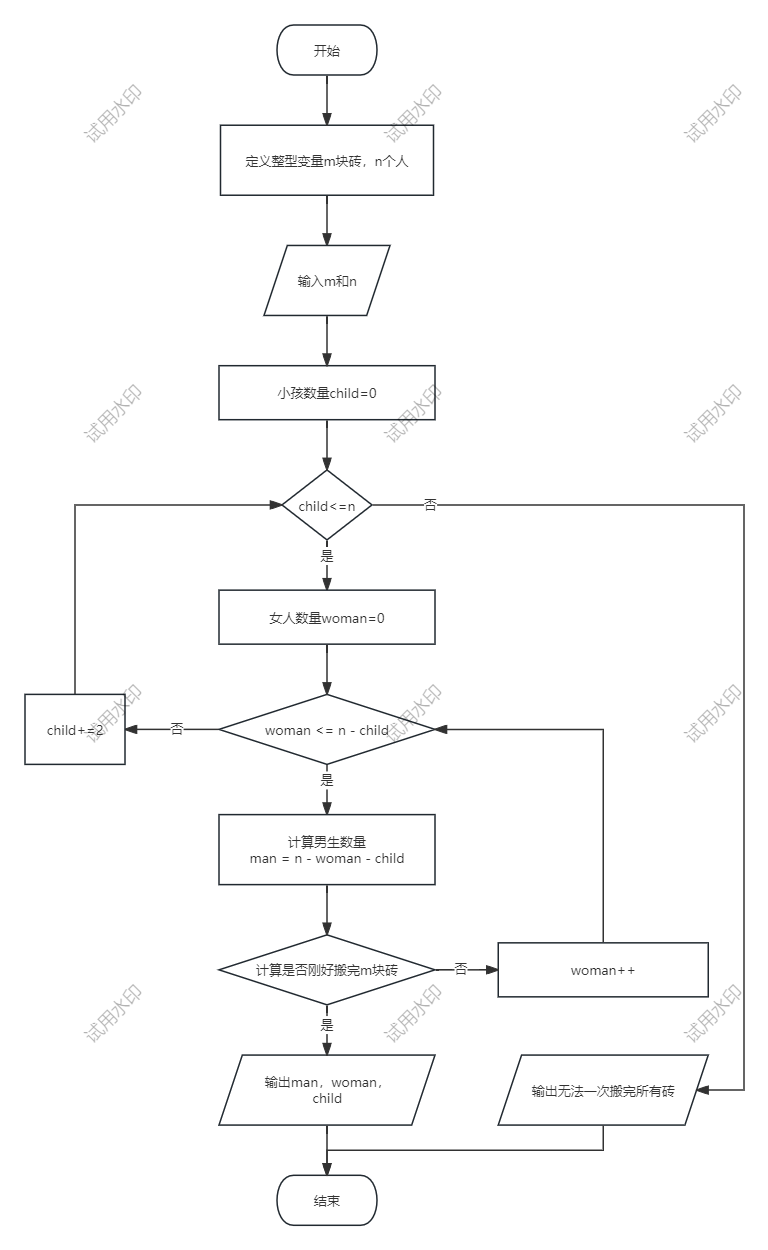 开始
试用水印
试用水印
试用水印
定义整型变量m块砖，n个人
输入m和n
小孩数量child=0
试用水印
试用水印
试用水印
child<=n
否
是
女人数量woman=0
试用水印
试用水印
试用水印
child+=2
否
woman <= n - child
是
计算男生数量
man = n - woman - child
计算是否刚好搬完m块砖
否
woman++
试用水印
试用水印
试用水印
是
输出man，woman，
child
输出无法一次搬完所有砖
结束